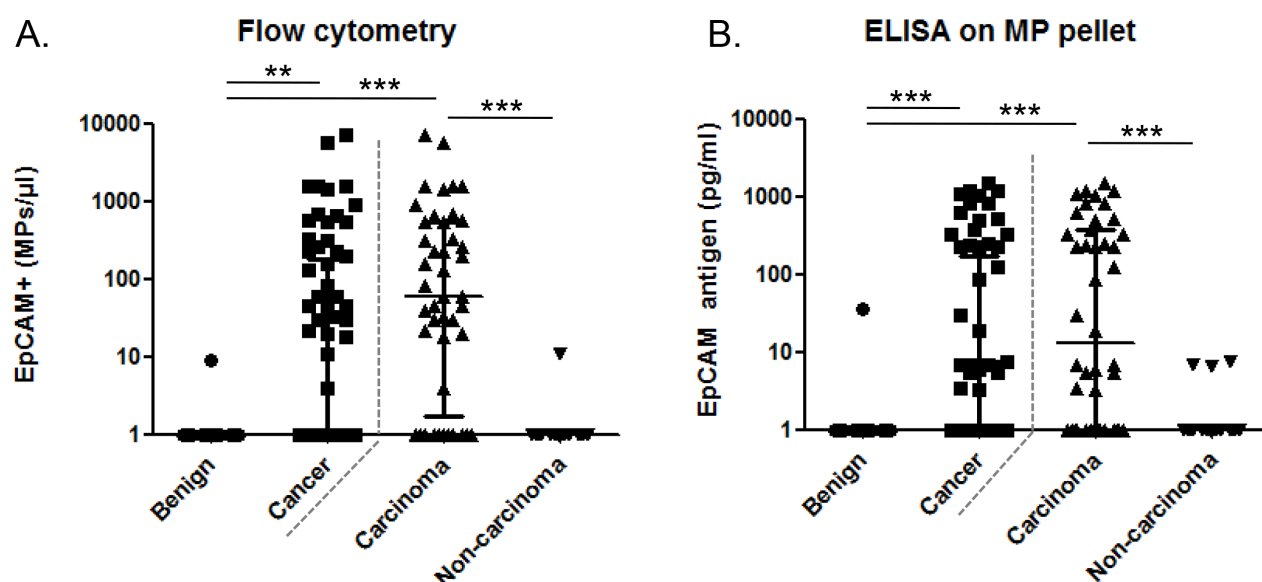 A.
Flow cytometry
**
***
***
EpCAM+ (MPs/µl)
10000
1000
100
10
1
Benign
Cancer
Carcinoma
Non-carcinoma
B.
ELISA on MP pellet
***
***
***
EpCAM antigen (pg/ml)
10000
1000
100
10
1
Benign
Cancer
Carcinoma
Non-carcinoma